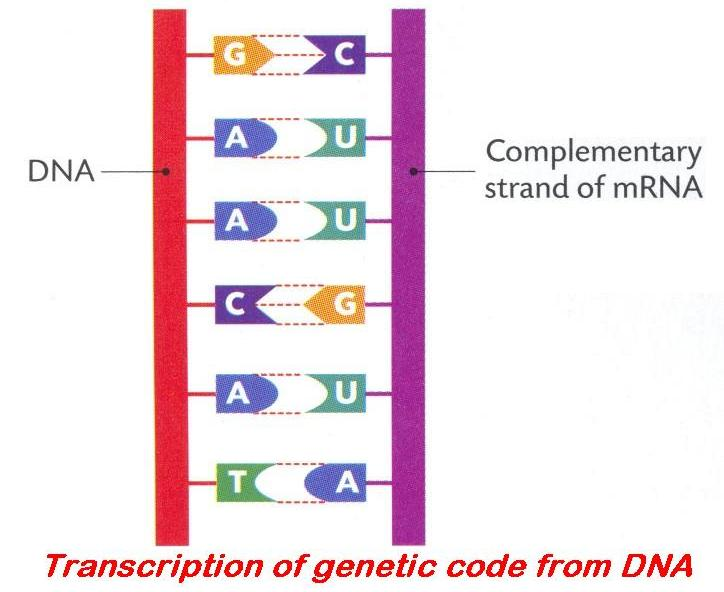 G C
A U
DNA
Complementary
strand of mRNA
A U
C G
A U
T A
Transcription of genetic code from DNA